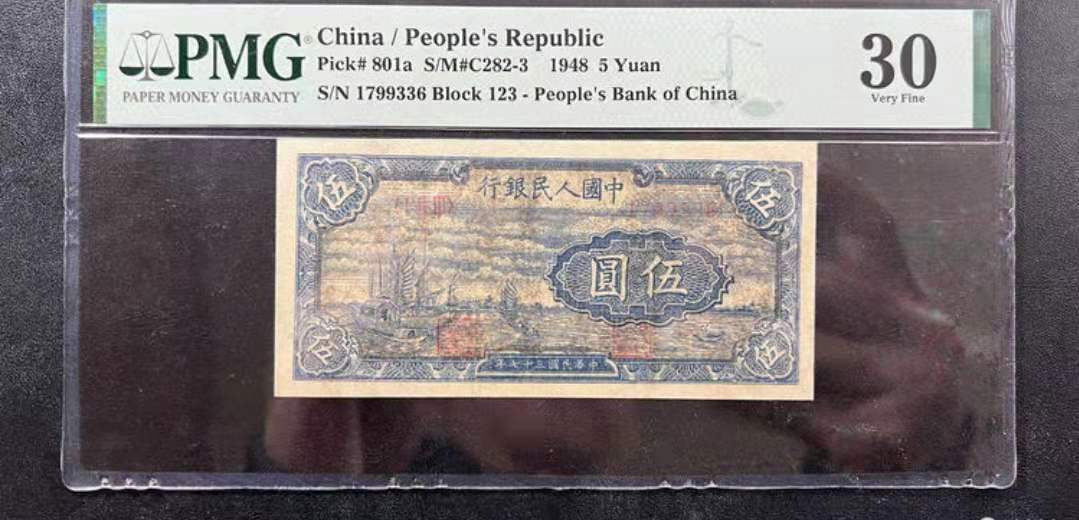 PMG
PAPER MONEY GUARANTY
China / People's Republic
Pick# 801a S/M#C282-3 1948 5 Yuan
S/N 1799336 Block 123 - People's Bank of China
30
Very Fine
伍
行銀民人國中
伍
圓伍
伍
年七十三國民華中
伍